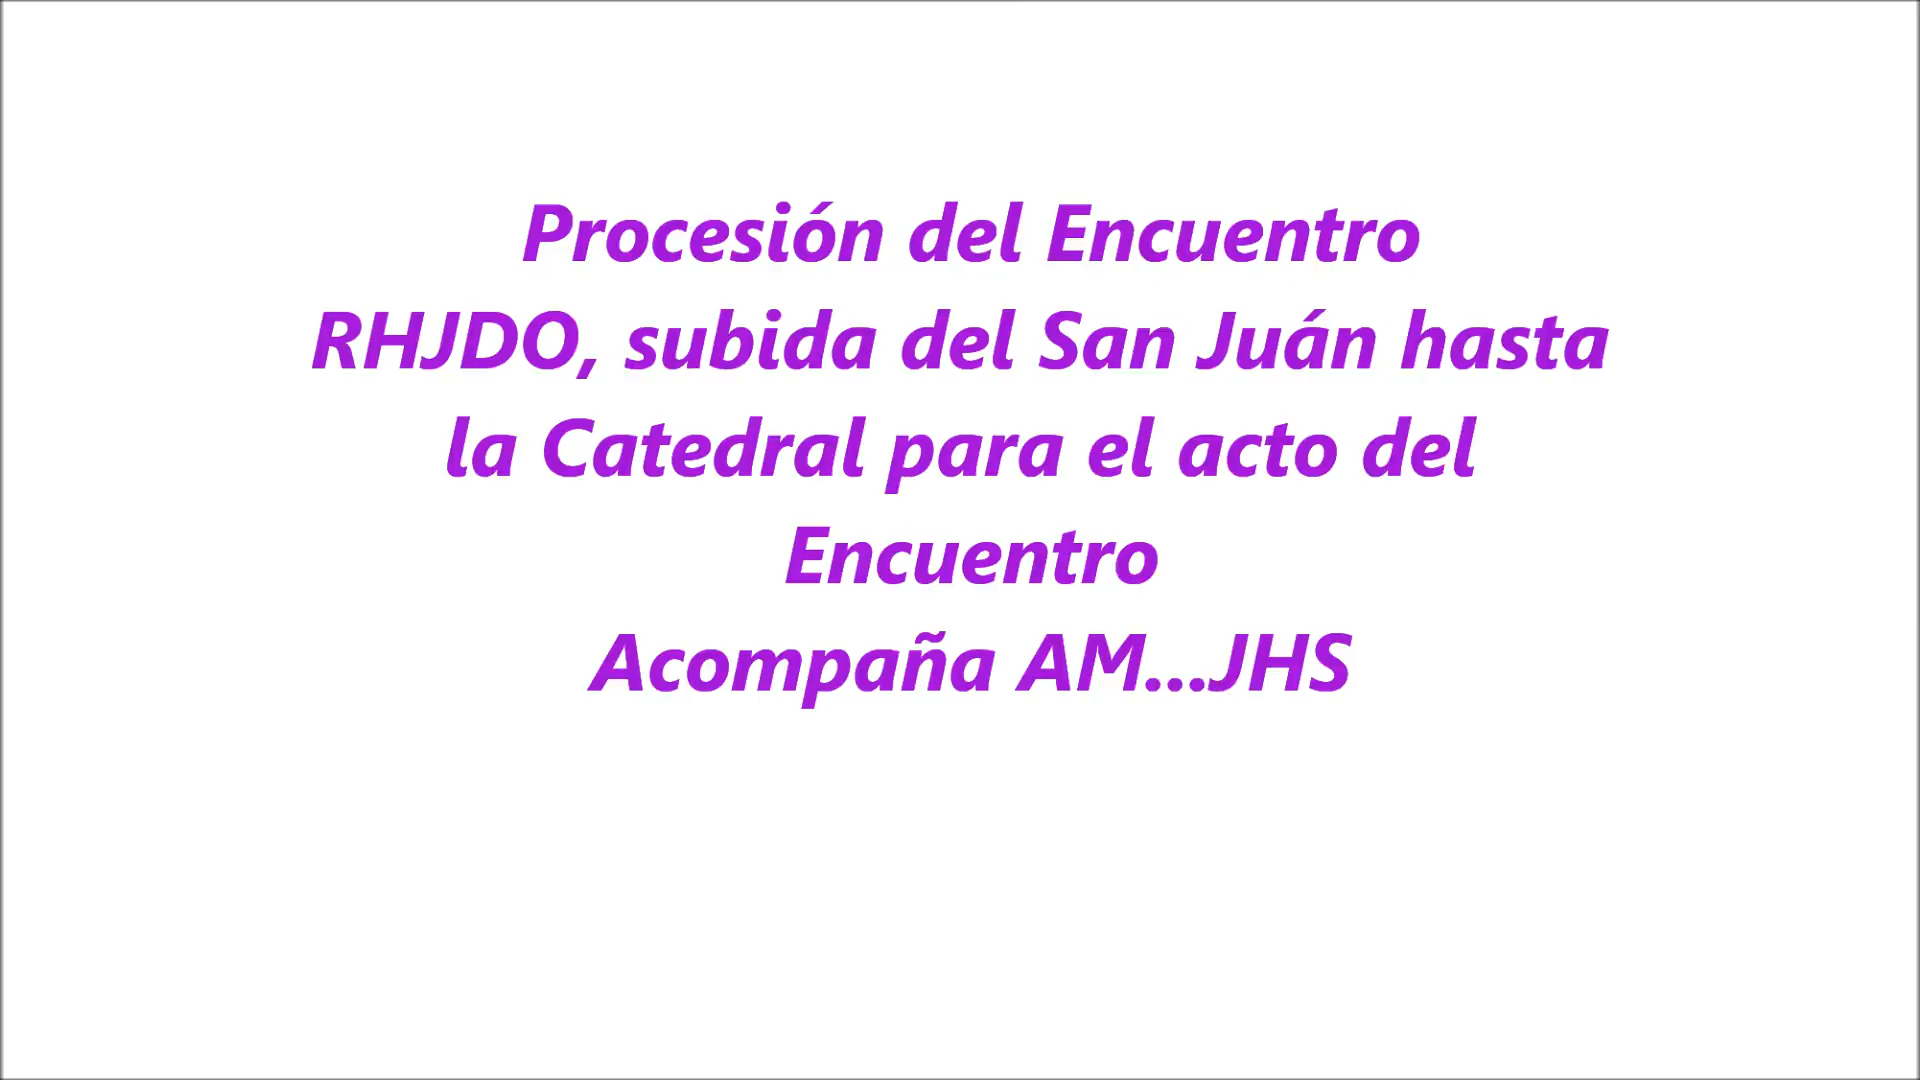 Procesión del Encuentro
RHJDO, subida del San Juán hasta
la Catedral para el acto del
Encuentro
Acompaña AM...JHS